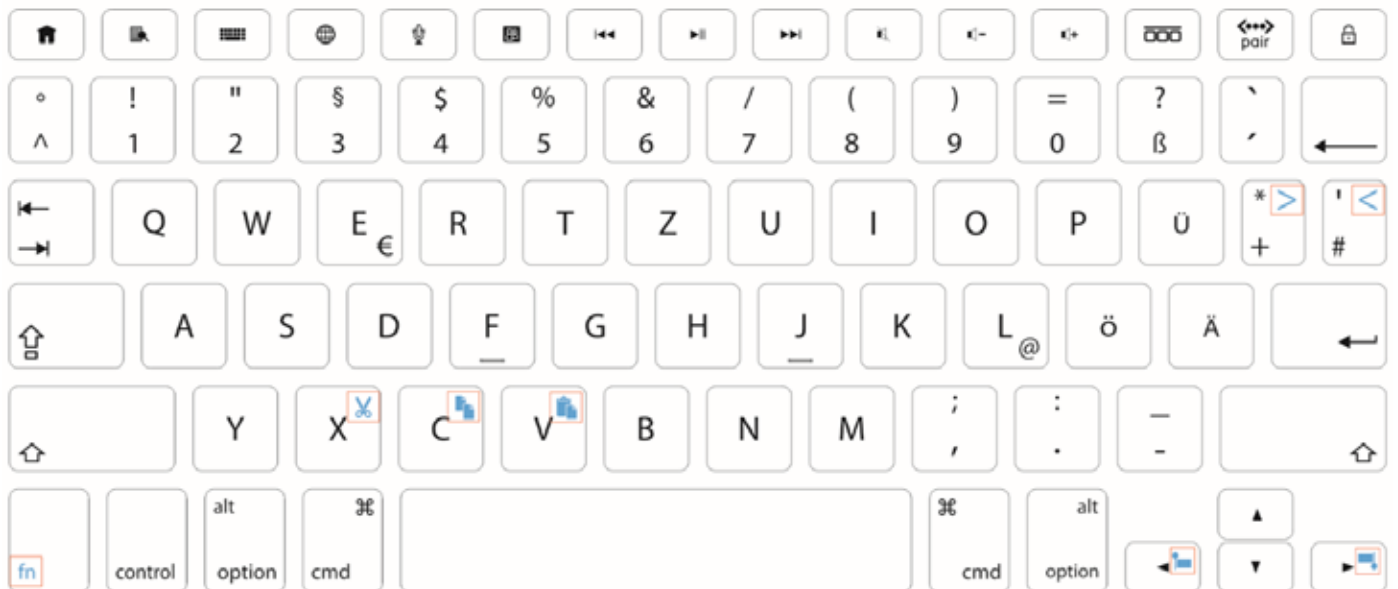 pair
° ! " § $ % & / ( ) = ? `
^ 1 2 3 4 5 6 7 8 9 0 ß ´
Q W E € R T Z U I O P Ü * > + ' < #
A S D F G H J K L @ Ö Ä
Y X C V B N M ; , : . _ -
alt ⌘ ⌘ alt
fn control option cmd cmd option